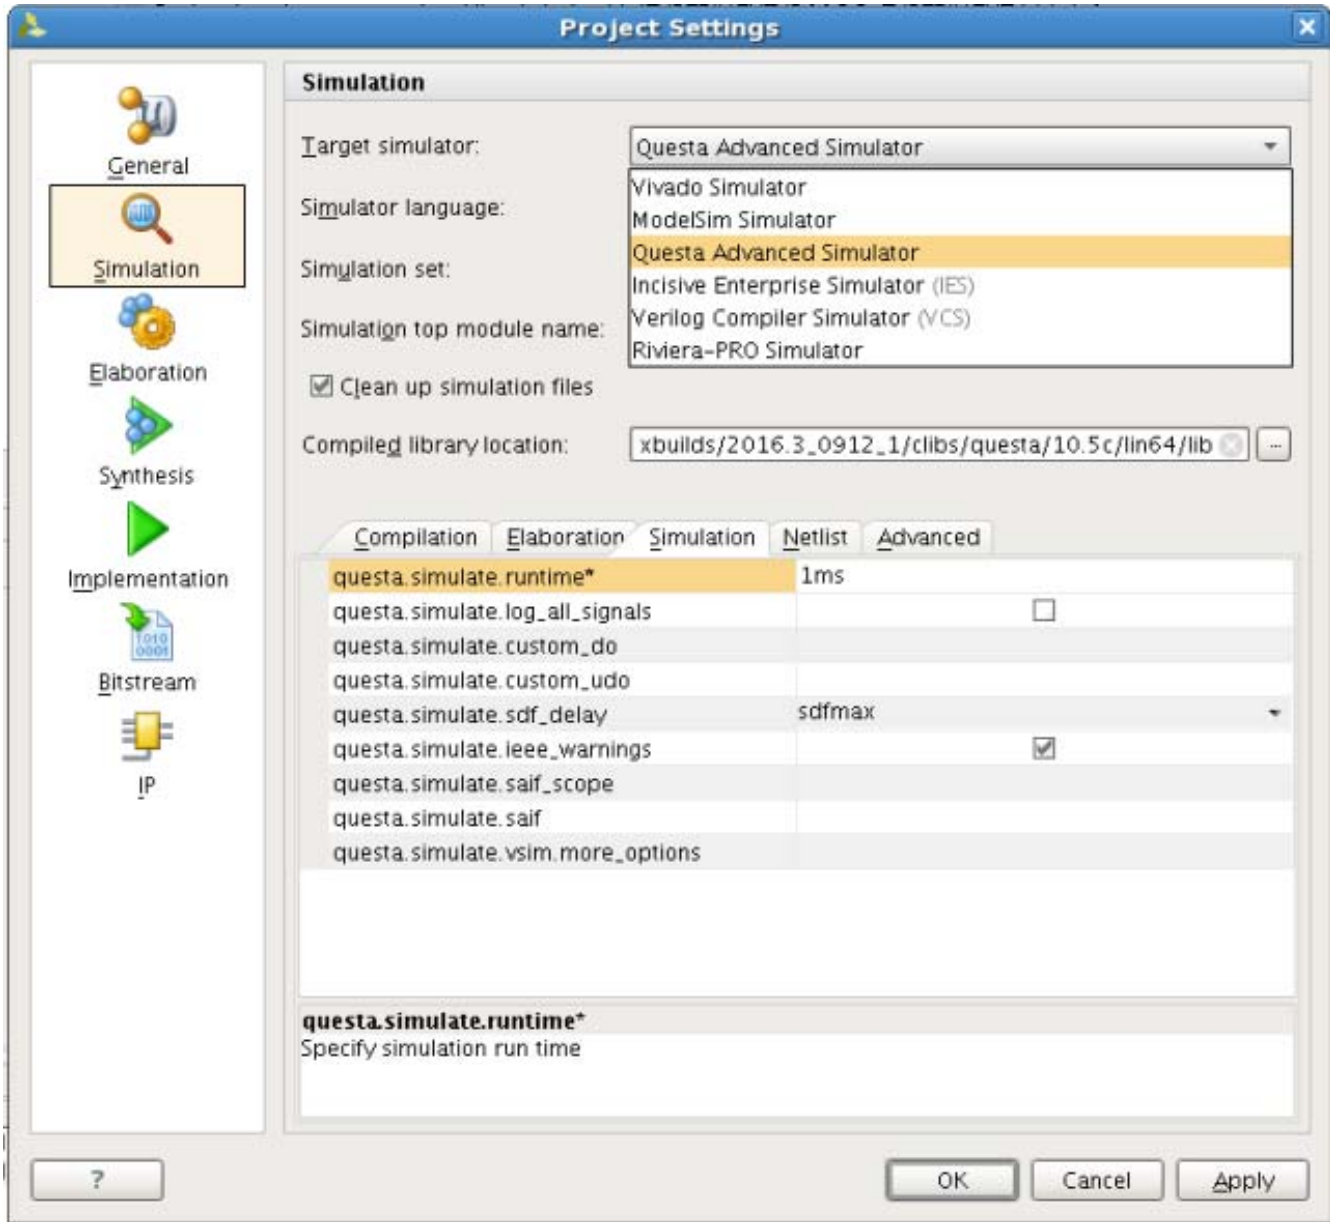 Project Settings
General
Simulation
Elaboration
Synthesis
Implementation
1010
0001
Bitstream
IP
Simulation
Target simulator: Questa Advanced Simulator
Vivado Simulator
Simulator language:
ModelSim Simulator
Questa Advanced Simulator
Simulation set:
Incisive Enterprise Simulator (IES)
Verilog Compiler Simulator (VCS)
Simulation top module name:
Riviera-PRO Simulator
Clean up simulation files
Compiled library location: xbuilds/2016.3_0912_1/clibs/questa/10.5c/lin64/lib ...
Compilation Elaboration Simulation Netlist Advanced
questa.simulate.runtime* 1ms
questa.simulate.log_all_signals
questa.simulate.custom_do
questa.simulate.custom_udo
questa.simulate.sdf_delay sdfmax
questa.simulate.ieee_warnings
questa.simulate.saif_scope
questa.simulate.saif
questa.simulate.vsim.more_options
questa.simulate.runtime*
Specify simulation run time
? OK Cancel Apply